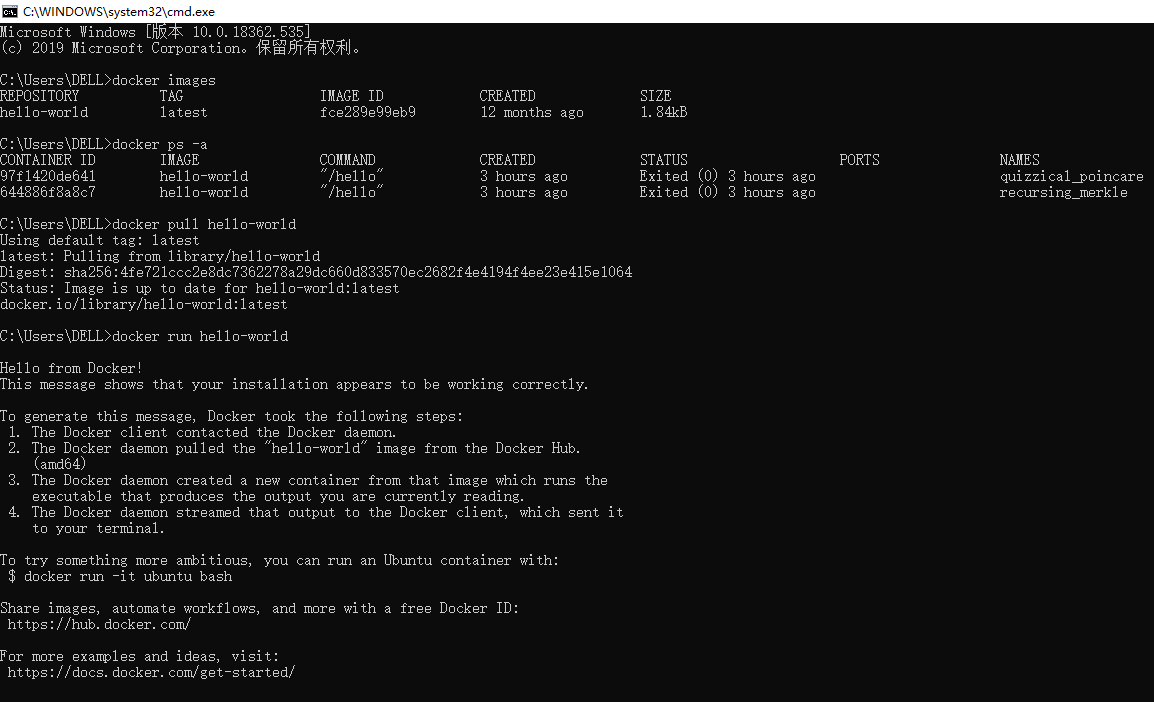 C:\WINDOWS\system32\cmd.exe
Microsoft Windows [版本 10.0.18362.535]
(c) 2019 Microsoft Corporation。保留所有权利。
C:\Users\DELL>docker images
REPOSITORY TAG IMAGE ID CREATED SIZE
hello-world latest fce289e99eb9 12 months ago 1.84kB
C:\Users\DELL>docker ps -a
CONTAINER ID IMAGE COMMAND CREATED STATUS PORTS NAMES
97f1420de641 hello-world "/hello" 3 hours ago Exited (0) 3 hours ago quizzical_poincare
644886f8a8c7 hello-world "/hello" 3 hours ago Exited (0) 3 hours ago recursing_merkle
C:\Users\DELL>docker pull hello-world
Using default tag: latest
latest: Pulling from library/hello-world
Digest: sha256:4fe721ccc2e8dc7362278a29dc660d833570ec2682f4e4194f4ee23e415e1064
Status: Image is up to date for hello-world:latest
docker.io/library/hello-world:latest
C:\Users\DELL>docker run hello-world
Hello from Docker!
This message shows that your installation appears to be working correctly.
To generate this message, Docker took the following steps:
1. The Docker client contacted the Docker daemon.
2. The Docker daemon pulled the "hello-world" image from the Docker Hub.
(amd64)
3. The Docker daemon created a new container from that image which runs the
executable that produces the output you are currently reading.
4. The Docker daemon streamed that output to the Docker client, which sent it
to your terminal.
To try something more ambitious, you can run an Ubuntu container with:
$ docker run -it ubuntu bash
Share images, automate workflows, and more with a free Docker ID:
https://hub.docker.com/
For more examples and ideas, visit:
https://docs.docker.com/get-started/